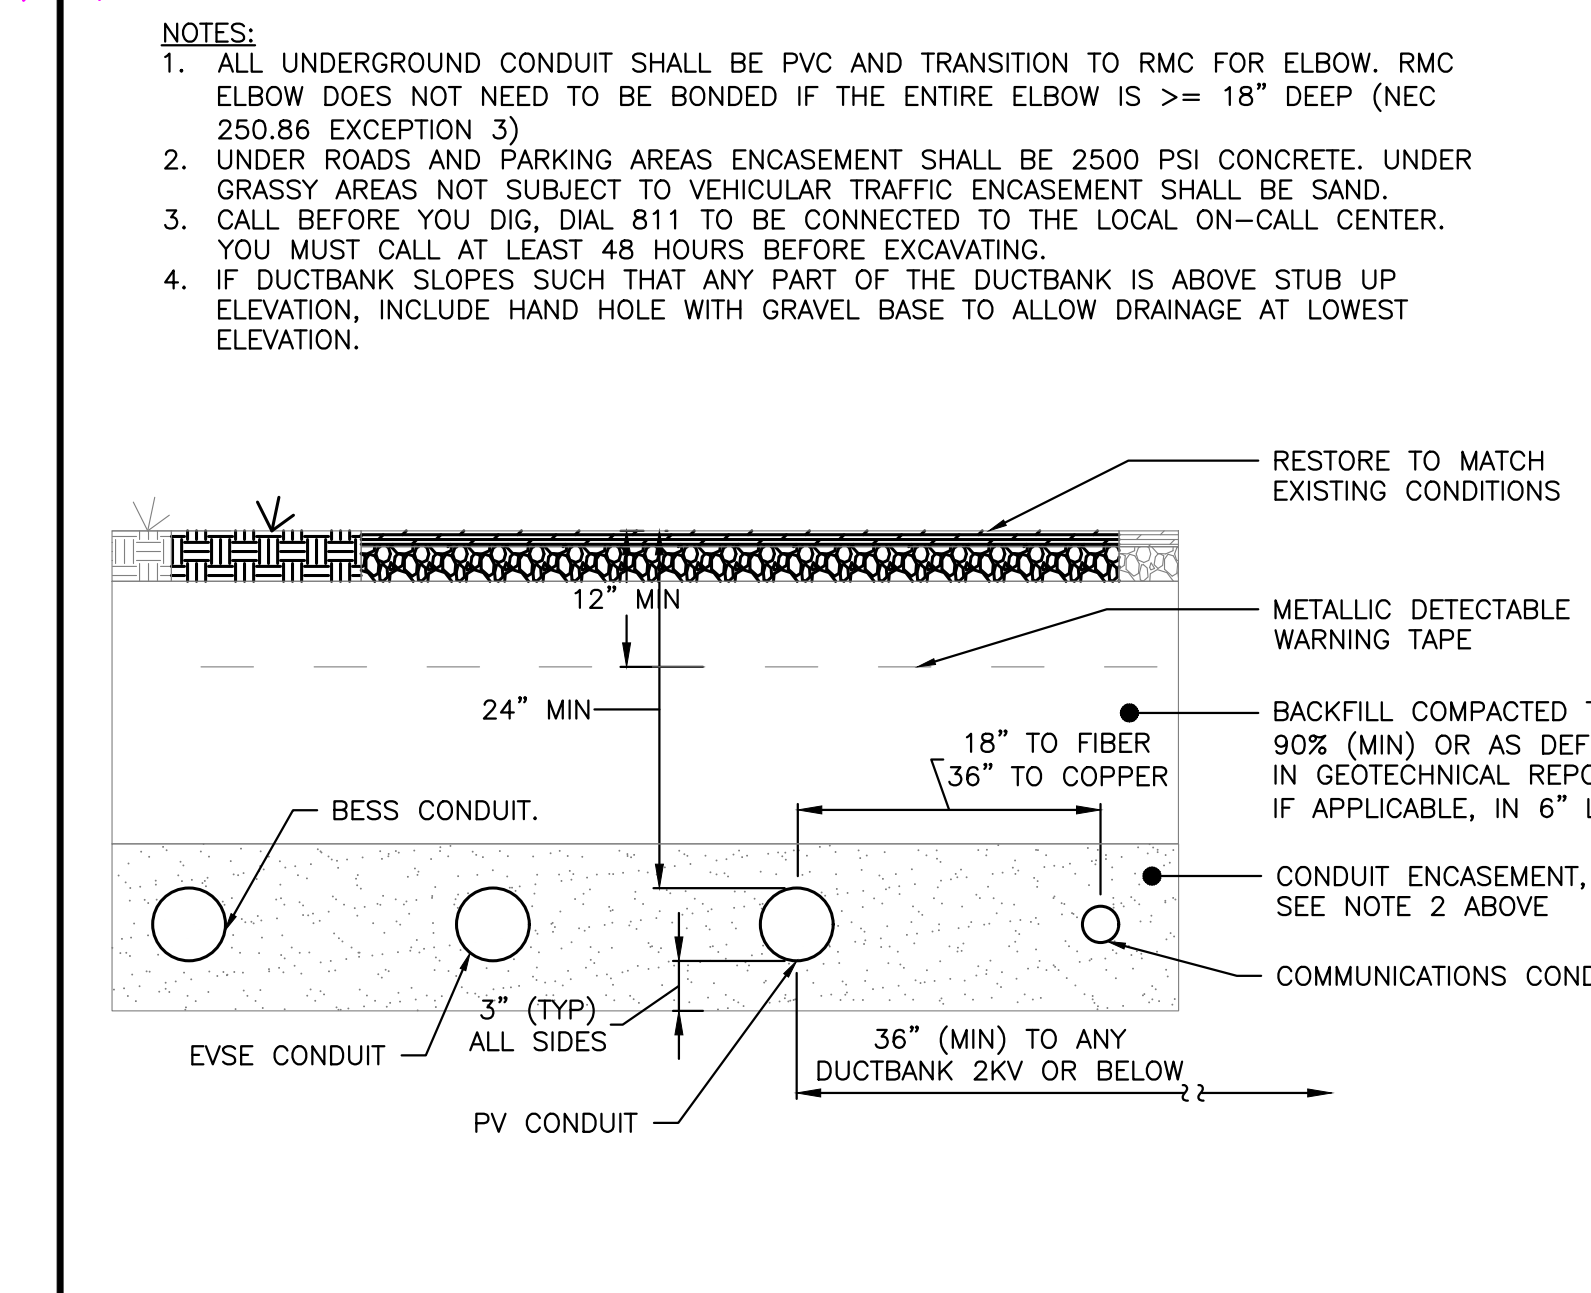 NOTES:
1. ALL UNDERGROUND CONDUIT SHALL BE PVC AND TRANSITION TO RMC FOR ELBOW. RMC
ELBOW DOES NOT NEED TO BE BONDED IF THE ENTIRE ELBOW IS >= 18" DEEP (NEC
250.86 EXCEPTION 3)
2. UNDER ROADS AND PARKING AREAS ENCASEMENT SHALL BE 2500 PSI CONCRETE. UNDER
GRASSY AREAS NOT SUBJECT TO VEHICULAR TRAFFIC ENCASEMENT SHALL BE SAND.
3. CALL BEFORE YOU DIG, DIAL 811 TO BE CONNECTED TO THE LOCAL ON-CALL CENTER.
YOU MUST CALL AT LEAST 48 HOURS BEFORE EXCAVATING.
4. IF DUCTBANK SLOPES SUCH THAT ANY PART OF THE DUCTBANK IS ABOVE STUB UP
ELEVATION, INCLUDE HAND HOLE WITH GRAVEL BASE TO ALLOW DRAINAGE AT LOWEST
ELEVATION.
RESTORE TO MATCH
EXISTING CONDITIONS
12" MIN
METALLIC DETECTABLE
WARNING TAPE
24" MIN
BACKFILL COMPACTED
90% (MIN) OR AS
IN GEOTECHNICAL
IF APPLICABLE, IN 6"
18" TO FIBER
36" TO COPPER
BESS CONDUIT.
CONDUIT ENCASEMENT,
SEE NOTE 2 ABOVE
COMMUNICATIONS
3" (TYP)
ALL SIDES
EVSE CONDUIT
36" (MIN) TO ANY
DUCTBANK 2KV OR BELOW
PV CONDUIT